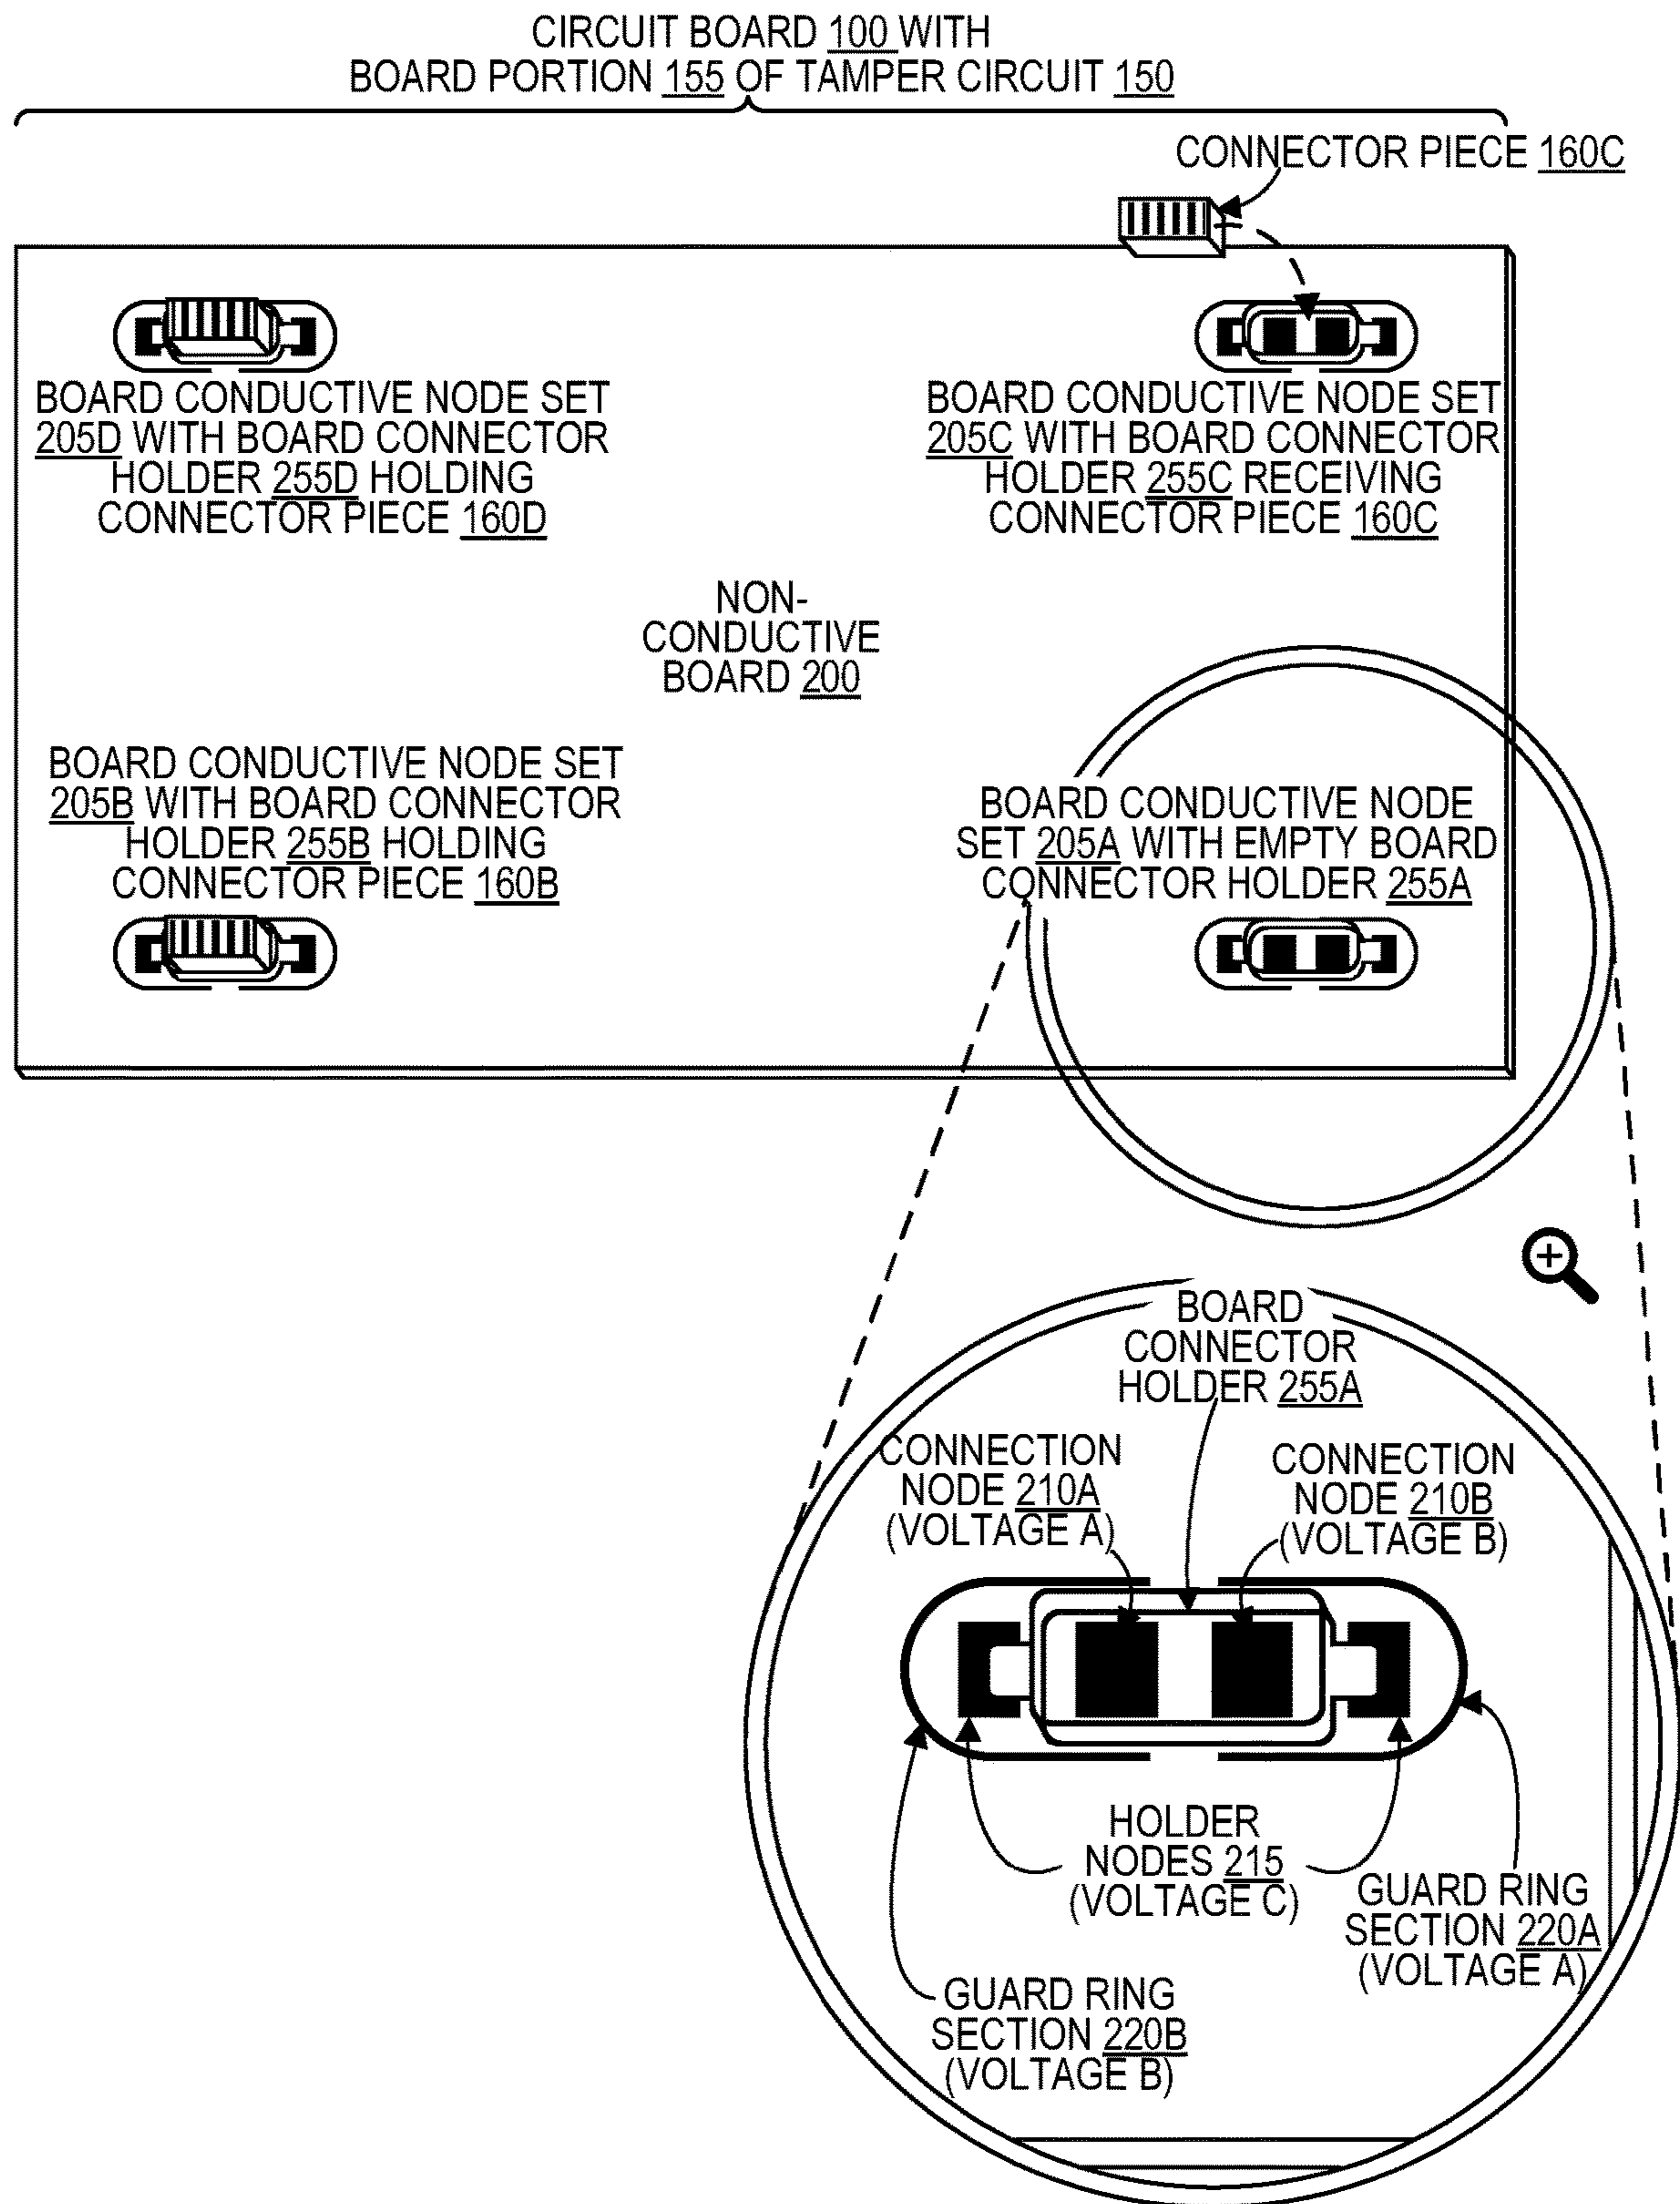 CIRCUIT BOARD 100 WITH
BOARD PORTION 155 OF TAMPER CIRCUIT 150
CONNECTOR PIECE 160C
BOARD CONDUCTIVE NODE SET
205D WITH BOARD CONNECTOR
HOLDER 255D HOLDING
CONNECTOR PIECE 160D
BOARD CONDUCTIVE NODE SET
205C WITH BOARD CONNECTOR
HOLDER 255C RECEIVING
CONNECTOR PIECE 160C
NON-
CONDUCTIVE
BOARD 200
BOARD CONDUCTIVE NODE SET
205B WITH BOARD CONNECTOR
HOLDER 255B HOLDING
CONNECTOR PIECE 160B
BOARD CONDUCTIVE NODE
SET 205A WITH EMPTY BOARD
CONNECTOR HOLDER 255A
BOARD
CONNECTOR
HOLDER 255A
CONNECTION
NODE 210A
(VOLTAGE A)
CONNECTION
NODE 210B
(VOLTAGE B)
HOLDER
NODES 215
(VOLTAGE C)
GUARD RING
SECTION 220A
(VOLTAGE A)
GUARD RING
SECTION 220B
(VOLTAGE B)